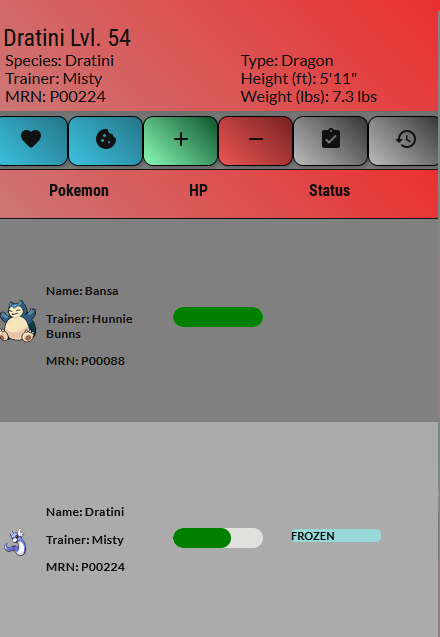 Dratini Lvl. 54
Species: Dratini
Type: Dragon
Trainer: Misty
Height (ft): 5'11"
MRN: P00224
Weight (lbs): 7.3 lbs
Pokemon HP Status
Name: Bansa
Trainer: Hunnie
Bunns
MRN: P00088
Name: Dratini
Trainer: Misty
FROZEN
MRN: P00224